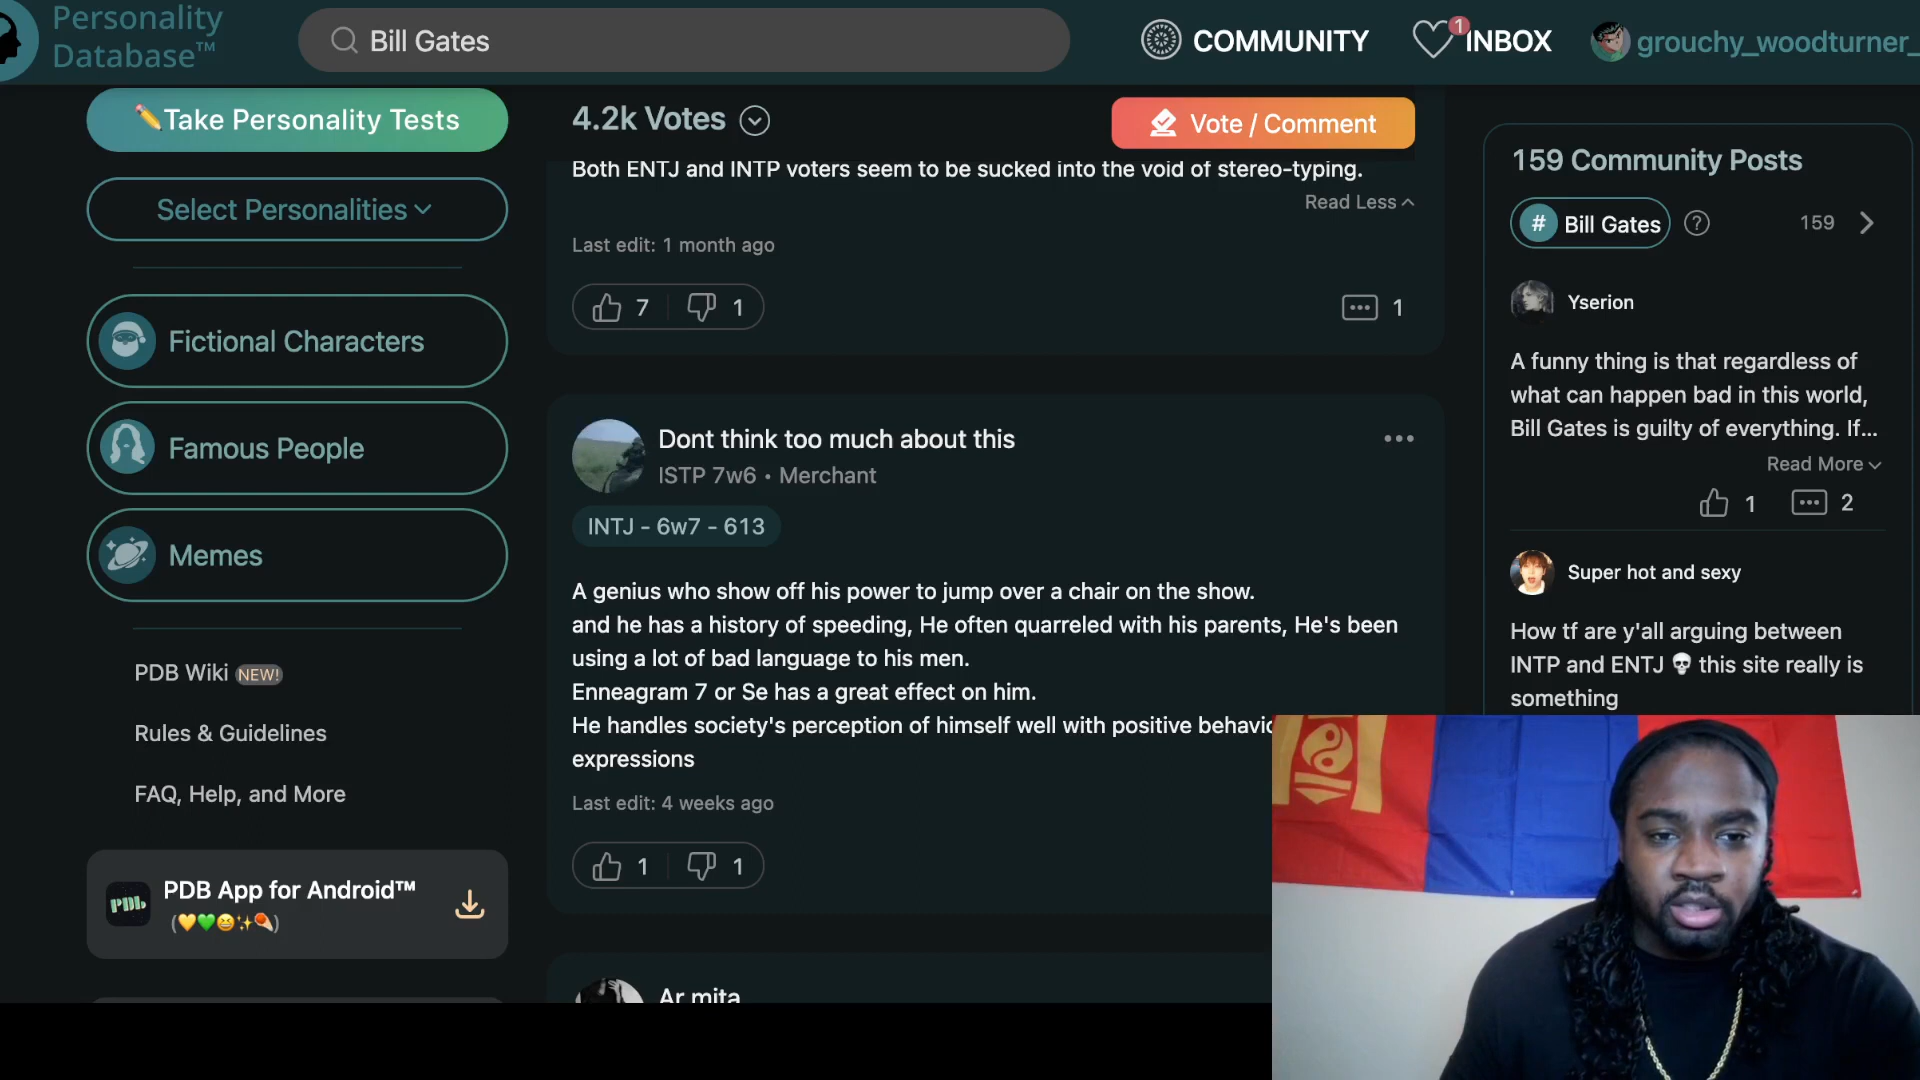 Personality
Database™
Bill Gates
COMMUNITY
1
INBOX
grouchy_woodturner_
✏️Take Personality Tests
Select Personalities
Fictional Characters
Famous People
Memes
PDB Wiki NEW!
Rules & Guidelines
FAQ, Help, and More
PDb
PDB App for Android™
(💛💚😆✨🏓)
4.2k Votes
Vote / Comment
Both ENTJ and INTP voters seem to be sucked into the void of stereo-typing.
Read Less
Last edit: 1 month ago
7
1
1
Dont think too much about this
ISTP 7w6 • Merchant
INTJ - 6w7 - 613
A genius who show off his power to jump over a chair on the show.
and he has a history of speeding, He often quarreled with his parents, He's been
using a lot of bad language to his men.
Enneagram 7 or Se has a great effect on him.
He handles society's perception of himself well with positive behavio
expressions
Last edit: 4 weeks ago
1
1
Ar mita
159 Community Posts
# Bill Gates ?
159
Yserion
A funny thing is that regardless of
what can happen bad in this world,
Bill Gates is guilty of everything. If...
Read More
1
2
Super hot and sexy
How tf are y'all arguing between
INTP and ENTJ 💀 this site really is
something